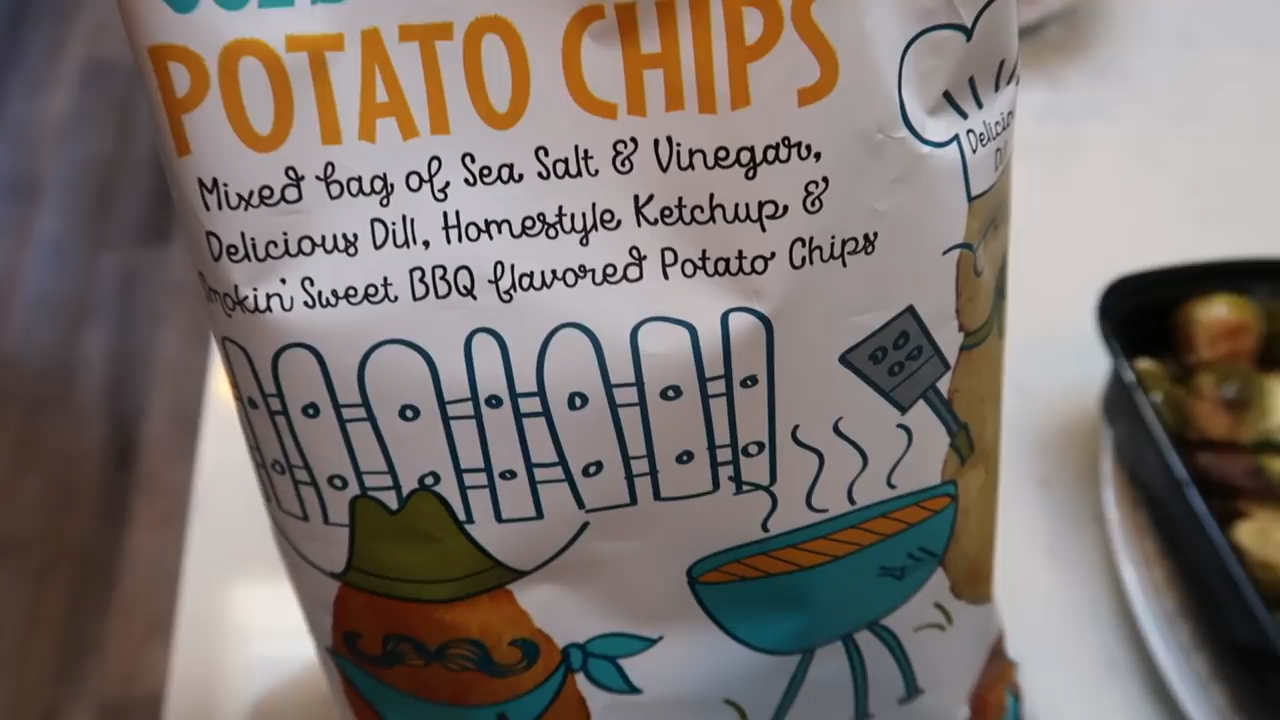 POTATO CHIPS
Mixed bag of Sea Salt & Vinegar,
Delicious Dill, Homestyle Ketchup &
Smokin' Sweet BBQ flavored Potato Chips